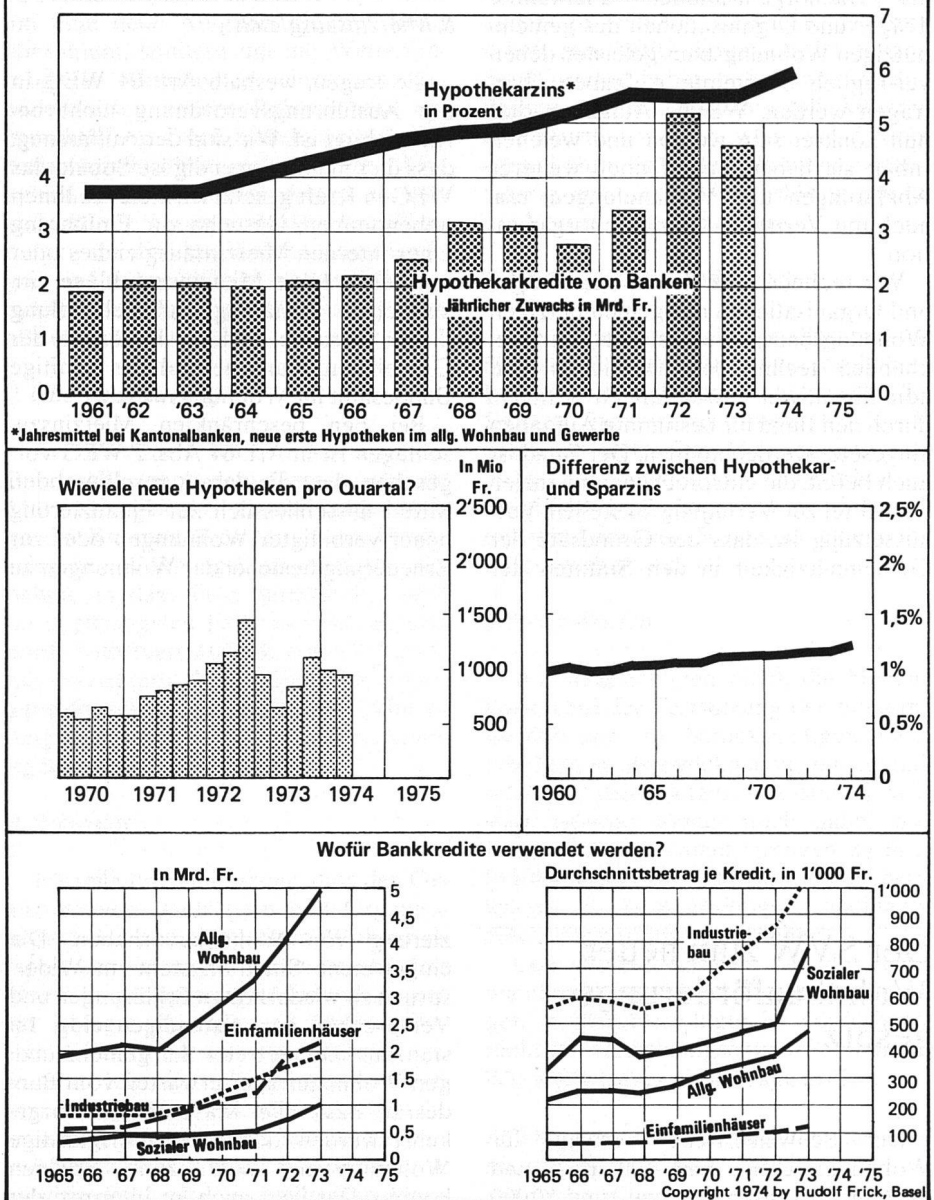 7
Hypothekarzins*
in Prozent
6
5
4 4
3 3
2 2
1 1
0 0
Hypothekarkredite von Banken
Jährlicher Zuwachs in Mrd. Fr.
1961 '62 '63 '64 '65 '66 '67 '68 '69 '70 '71 72 '73 '74 '75
*Jahresmittel bei Kantonalbanken, neue erste Hypotheken im allg. Wohnbau und Gewerbe
Wieviele neue Hypotheken pro Quartal?
In Mio
Fr.
2'500
2'000
1'500
1'000
500
0
1970 1971 1972 1973 1974 1975
Differenz zwischen Hypothekar-
und Sparzins
2,5%
2%
1,5%
1%
0,5%
0
1960 '65 '70 '74
Wofür Bankkredite verwendet werden?
In Mrd. Fr.
5
4,5
4
3,5
3
2,5
2
1,5
1
0,5
0
Allg.
Wohnbau
Einfamilienhäuser
Industriebau
Sozialer Wohnbau
1965 66 67 68 69 70 71 72 73 74 75
Durchschnittsbetrag je Kredit, in 1'000 Fr.
1'000
900
800
700
600
500
400
300
200
100
0
Industrie-
bau
Sozialer
Wohnbau
Allg. Wohnbau
Einfamilienhäuser
1965 66 67 68 69 70 71 72 73 74 75
Copyright 1974 by Rudolf Frick, Basel